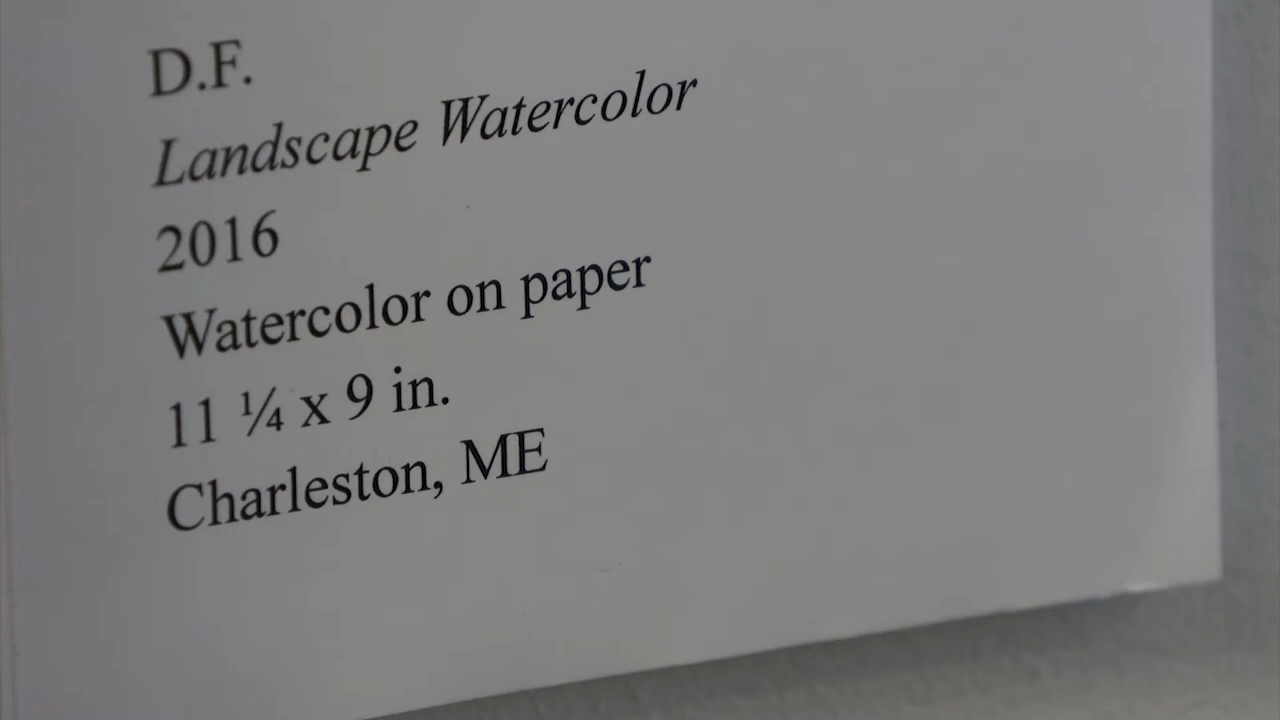 D.F.
Landscape Watercolor
2016
Watercolor on paper
11 ¼ x 9 in.
Charleston, ME